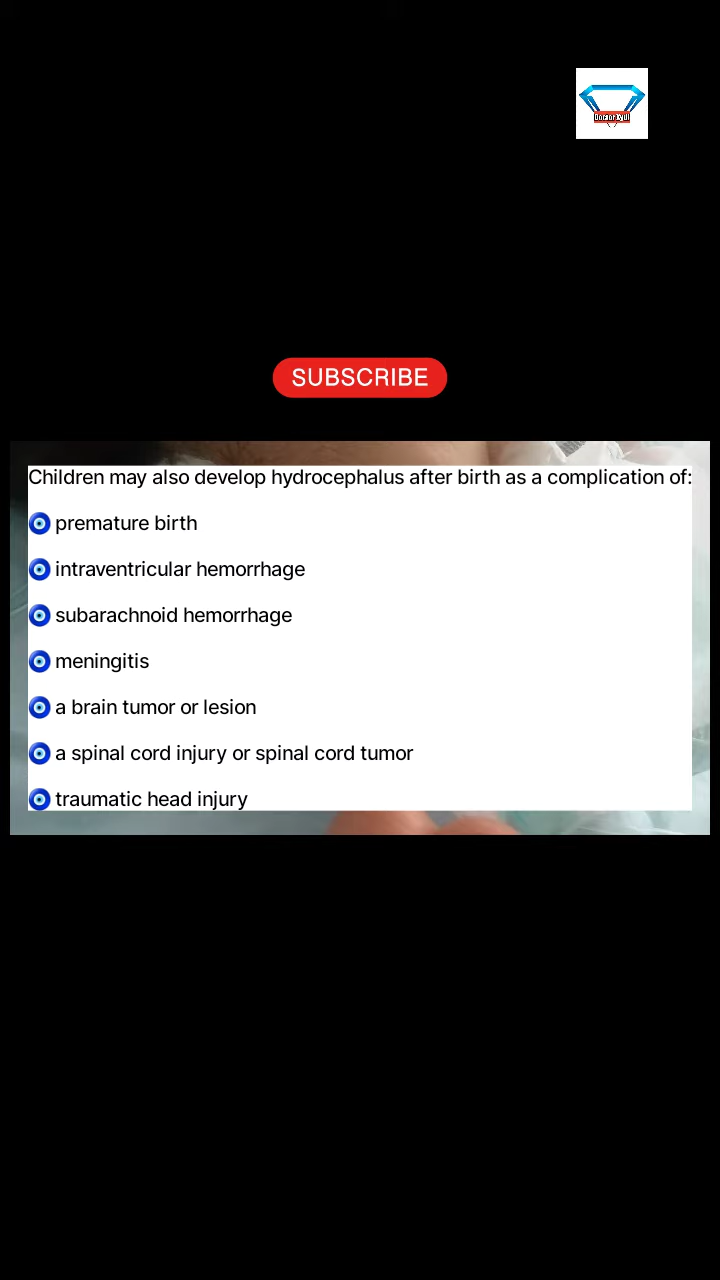 SUBSCRIBE
Children may also develop hydrocephalus after birth as a complication of:
🧿 premature birth
🧿 intraventricular hemorrhage
🧿 subarachnoid hemorrhage
🧿 meningitis
🧿 a brain tumor or lesion
🧿 a spinal cord injury or spinal cord tumor
🧿 traumatic head injury